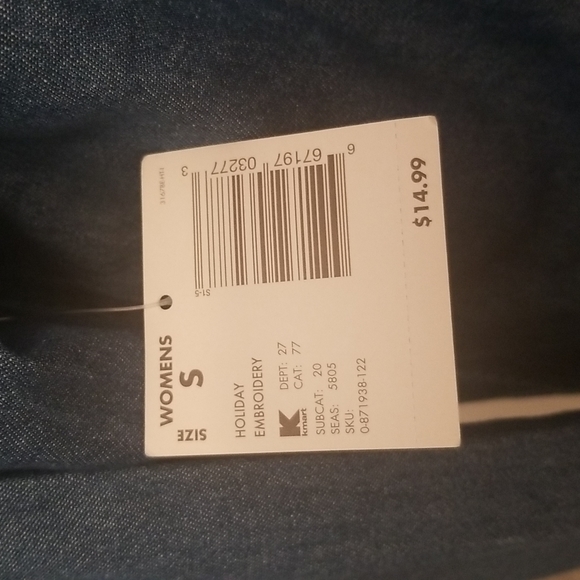 WOMENS
SIZE S
HOLIDAY
EMBROIDERY
kmart
DEPT: 27
CAT: 77
SUBCAT: 20
SEAS: 5805
SKU:
0-871938-122
S1-5
6 67197 03277 3
$14.99